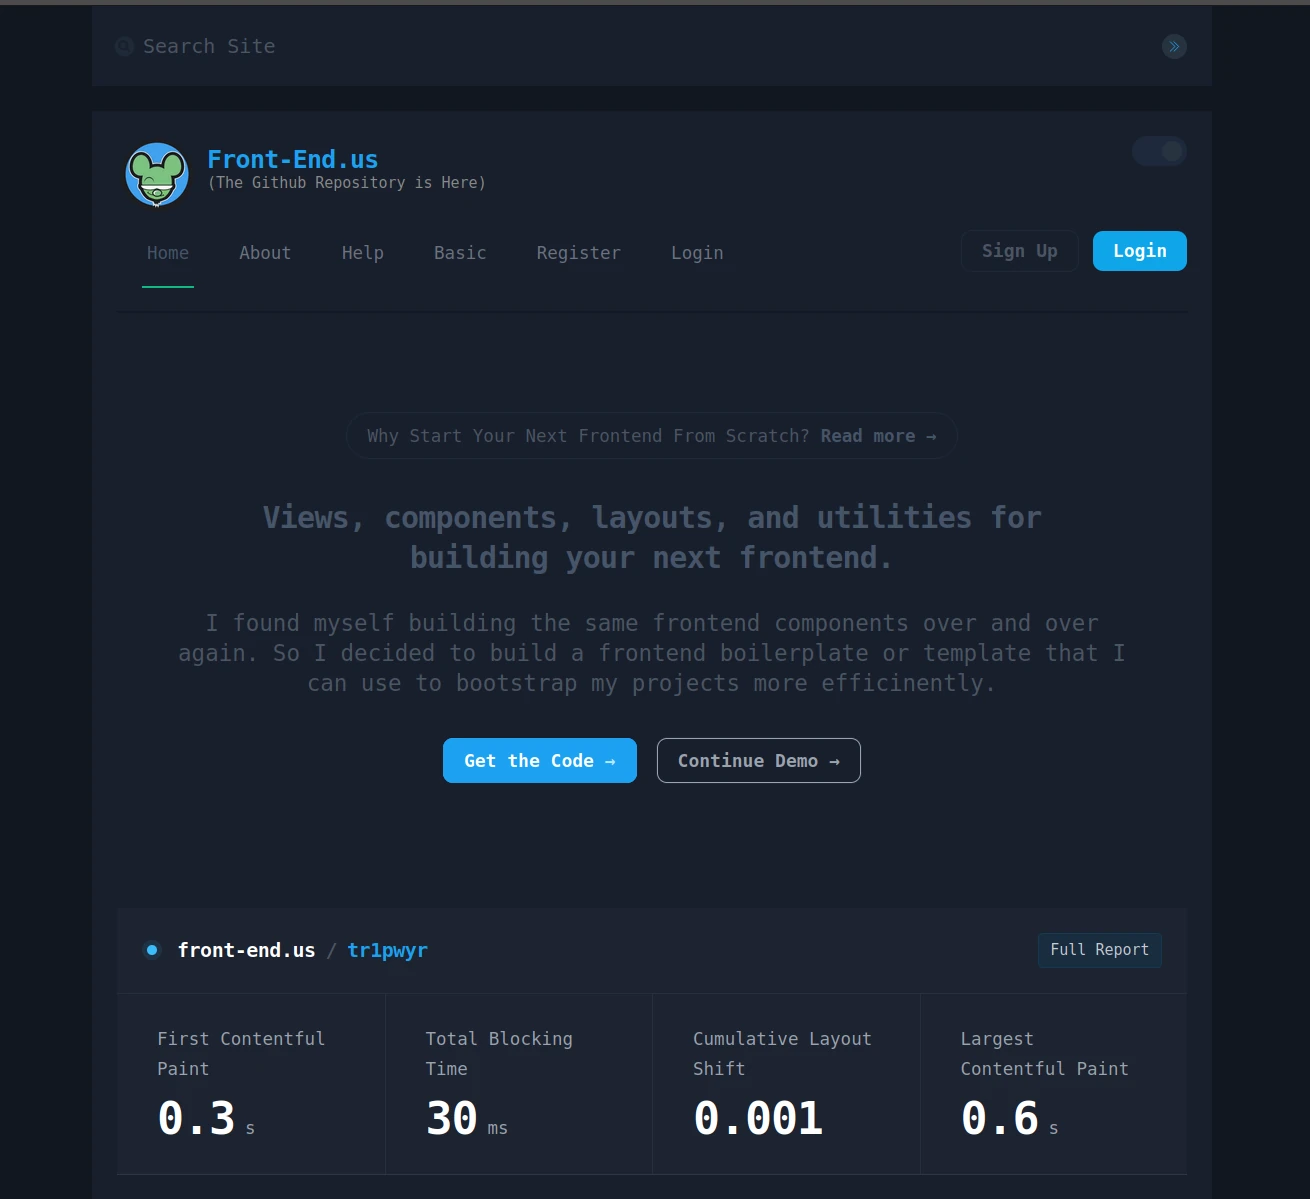 Search Site
Front-End.us
(The Github Repository is Here)
Home About Help Basic Register Login Sign Up Login
Why Start Your Next Frontend From Scratch? Read more →
Views, components, layouts, and utilities for
building your next frontend.
I found myself building the same frontend components over and over
again. So I decided to build a frontend boilerplate or template that I
can use to bootstrap my projects more efficinently.
Get the Code → Continue Demo →
front-end.us / tr1pwyr Full Report
First Contentful
Paint
0.3 s
Total Blocking
Time
30 ms
Cumulative Layout
Shift
0.001
Largest
Contentful Paint
0.6 s